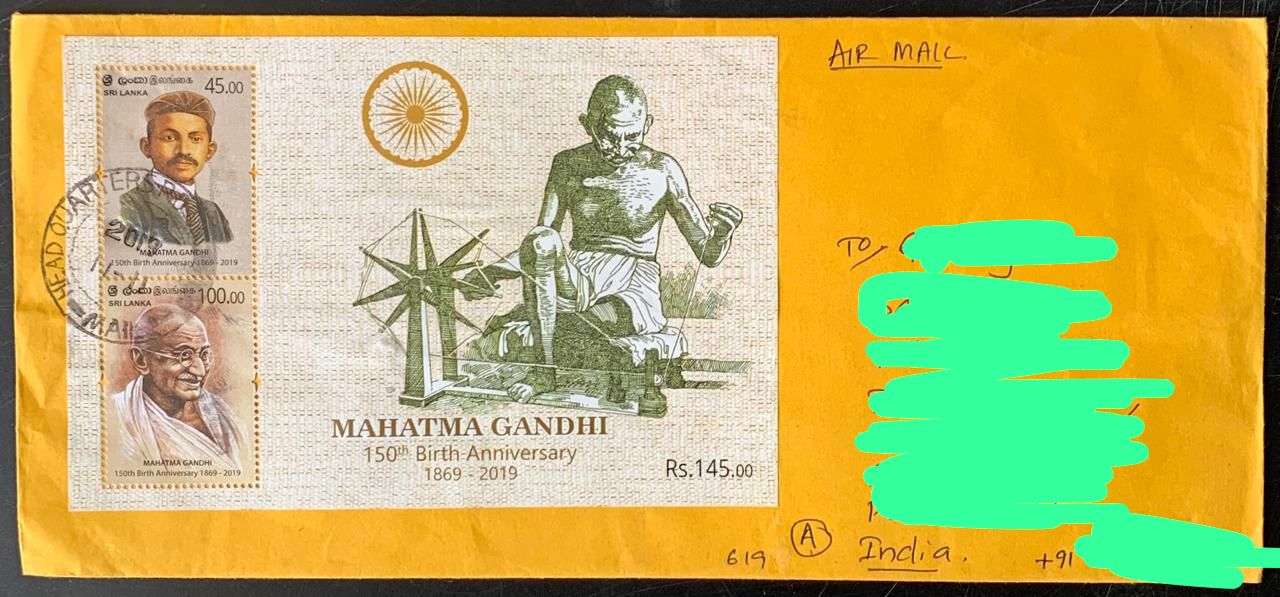 AIR MAIL.
ශ්‍රී ලංකා இலங்கை 45.00
SRI LANKA
MAHATMA GANDHI
150th Birth Anniversary 1869 - 2019
HEAD QUARTERS
2019
MAIL
ශ්‍රී ලංකා இலங்கை 100.00
SRI LANKA
MAHATMA GANDHI
150th Birth Anniversary 1869 - 2019
MAHATMA GANDHI
150th Birth Anniversary
1869 - 2019
Rs.145.00
TO
619 A India. +91